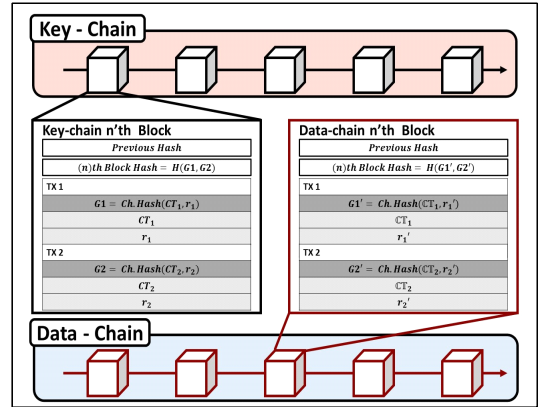 Key - Chain
Key-chain n'th Block
Previous Hash
(n)th Block Hash = H(G1, G2)
TX 1
G1 = Ch.Hash(CT₁, r₁)
CT₁
r₁
TX 2
G2 = Ch.Hash(CT₂, r₂)
CT₂
r₂
Data-chain n'th Block
Previous Hash
(n)th Block Hash = H(G1′, G2′)
TX 1
G1′ = Ch.Hash(ℂ𝕋₁, r₁′)
ℂ𝕋₁
r₁′
TX 2
G2′ = Ch.Hash(ℂ𝕋₂, r₂′)
ℂ𝕋₂
r₂′
Data - Chain